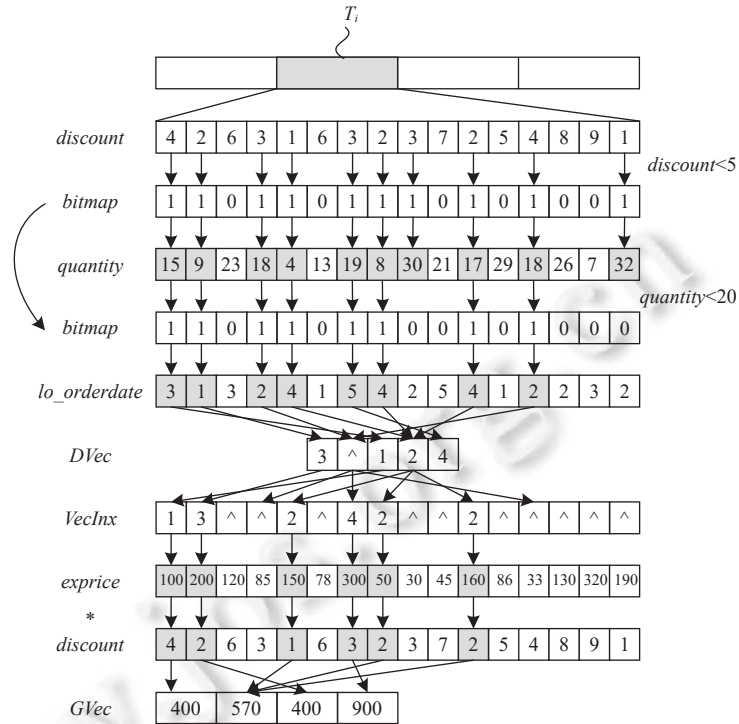 Ti
discount 4 2 6 3 1 6 3 2 3 7 2 5 4 8 9 1
discount<5
bitmap 1 1 0 1 1 0 1 1 1 0 1 0 1 0 0 1
quantity 15 9 23 18 4 13 19 8 30 21 17 29 18 26 7 32
quantity<20
bitmap 1 1 0 1 1 0 1 1 0 0 1 0 1 0 0 0
lo_orderdate 3 1 3 2 4 1 5 4 2 5 4 1 2 2 3 2
DVec 3 ^ 1 2 4
VecInx 1 3 ^ ^ 2 ^ 4 2 ^ ^ 2 ^ ^ ^ ^ ^
exprice 100 200 120 85 150 78 300 50 30 45 160 86 33 130 320 190
*
discount 4 2 6 3 1 6 3 2 3 7 2 5 4 8 9 1
GVec 400 570 400 900